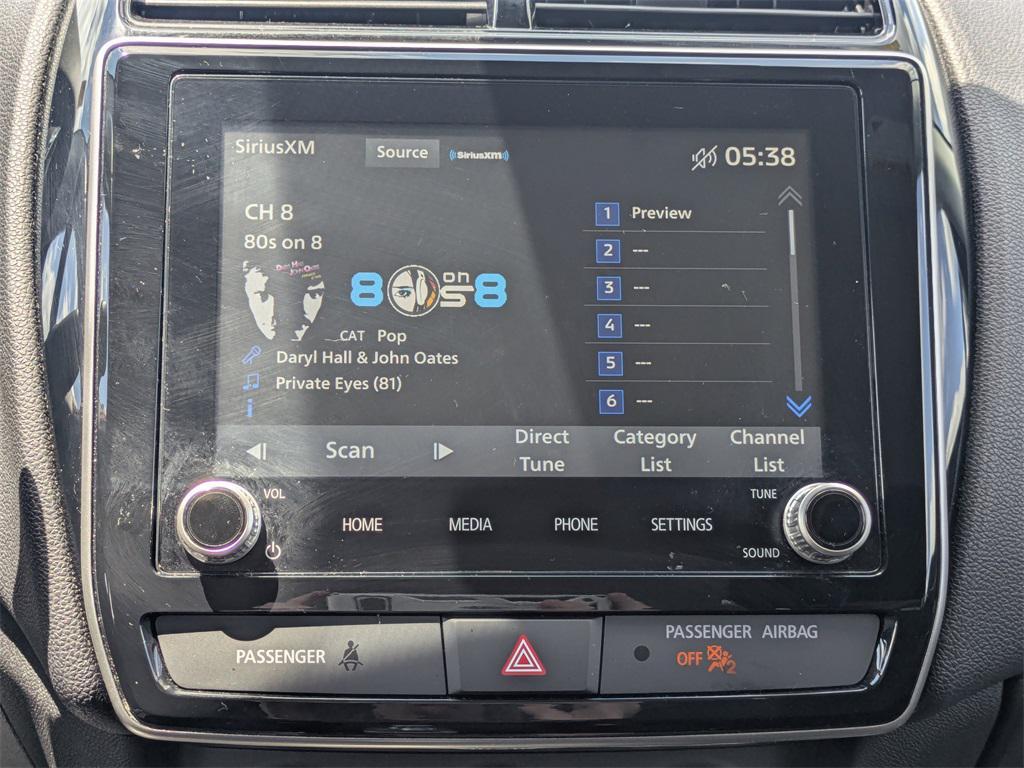 SiriusXM Source SiriusXM 05:38
CH 8
80s on 8
8 on 8
CAT Pop
Daryl Hall & John Oates
Private Eyes (81)
1 Preview
2 ---
3 ---
4 ---
5 ---
6 ---
Scan
Direct Tune
Category List
Channel List
VOL
HOME MEDIA PHONE SETTINGS
TUNE
SOUND
PASSENGER
PASSENGER AIRBAG
OFF 2